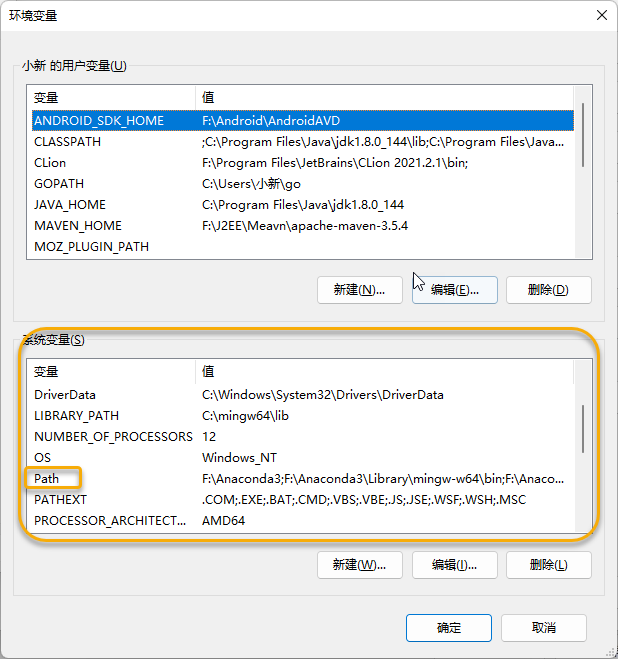 环境变量
小新 的用户变量(U)
变量 值
ANDROID_SDK_HOME F:\Android\AndroidAVD
CLASSPATH ;C:\Program Files\Java\jdk1.8.0_144\lib;C:\Program Files\Java...
CLion F:\Program Files\JetBrains\CLion 2021.2.1\bin;
GOPATH C:\Users\小新\go
JAVA_HOME C:\Program Files\Java\jdk1.8.0_144
MAVEN_HOME F:\J2EE\Meavn\apache-maven-3.5.4
MOZ_PLUGIN_PATH
新建(N)... 编辑(E)... 删除(D)
系统变量(S)
变量 值
DriverData C:\Windows\System32\Drivers\DriverData
LIBRARY_PATH C:\mingw64\lib
NUMBER_OF_PROCESSORS 12
OS Windows_NT
Path F:\Anaconda3;F:\Anaconda3\Library\mingw-w64\bin;F:\Anaco...
PATHEXT .COM;.EXE;.BAT;.CMD;.VBS;.VBE;.JS;.JSE;.WSF;.WSH;.MSC
PROCESSOR_ARCHITECT... AMD64
新建(W)... 编辑(I)... 删除(L)
确定 取消